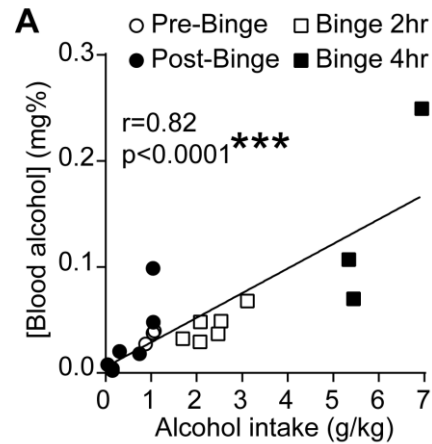 A
Pre-Binge Binge 2hr
Post-Binge Binge 4hr
0.3
r=0.82
p<0.0001***
0.2
0.1
0.0
[Blood alcohol] (mg%)
0 1 2 3 4 5 6 7
Alcohol intake (g/kg)